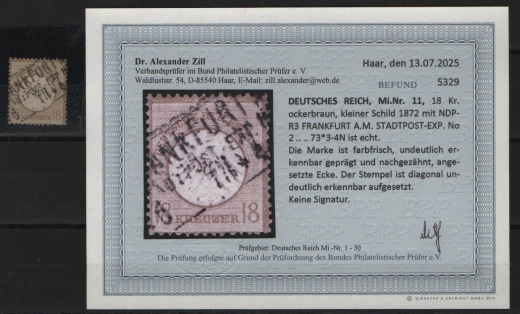 Dr. Alexander Zill
Verbandsprüfer im Bund Philatelistischer Prüfer e. V.
Waldluststr. 54, D-85540 Haar, E-Mail: zill.alexander@web.de
Haar, den 13.07.2025
BEFUND 5329
DEUTSCHES REICH, Mi.Nr. 11, 18 Kr.
ockerbraun, kleiner Schild 1872 mit NDP-
R3 FRANKFURT A.M. STADTPOST-EXP. No
2 .. .. 73*3-4N ist echt.
Die Marke ist farbfrisch, undeutlich er-
kennbar geprägt und nachgezähnt, ange-
setzte Ecke. Der Stempel ist diagonal un-
deutlich erkennbar aufgesetzt.
Keine Signatur.
18 KREUZER 18
Prüfgebiet: Deutsches Reich Mi.-Nr. 1 - 30
Die Prüfung erfolgte auf Grund der Prüfordnung des Bundes Philatelistischer Prüfer e.V.